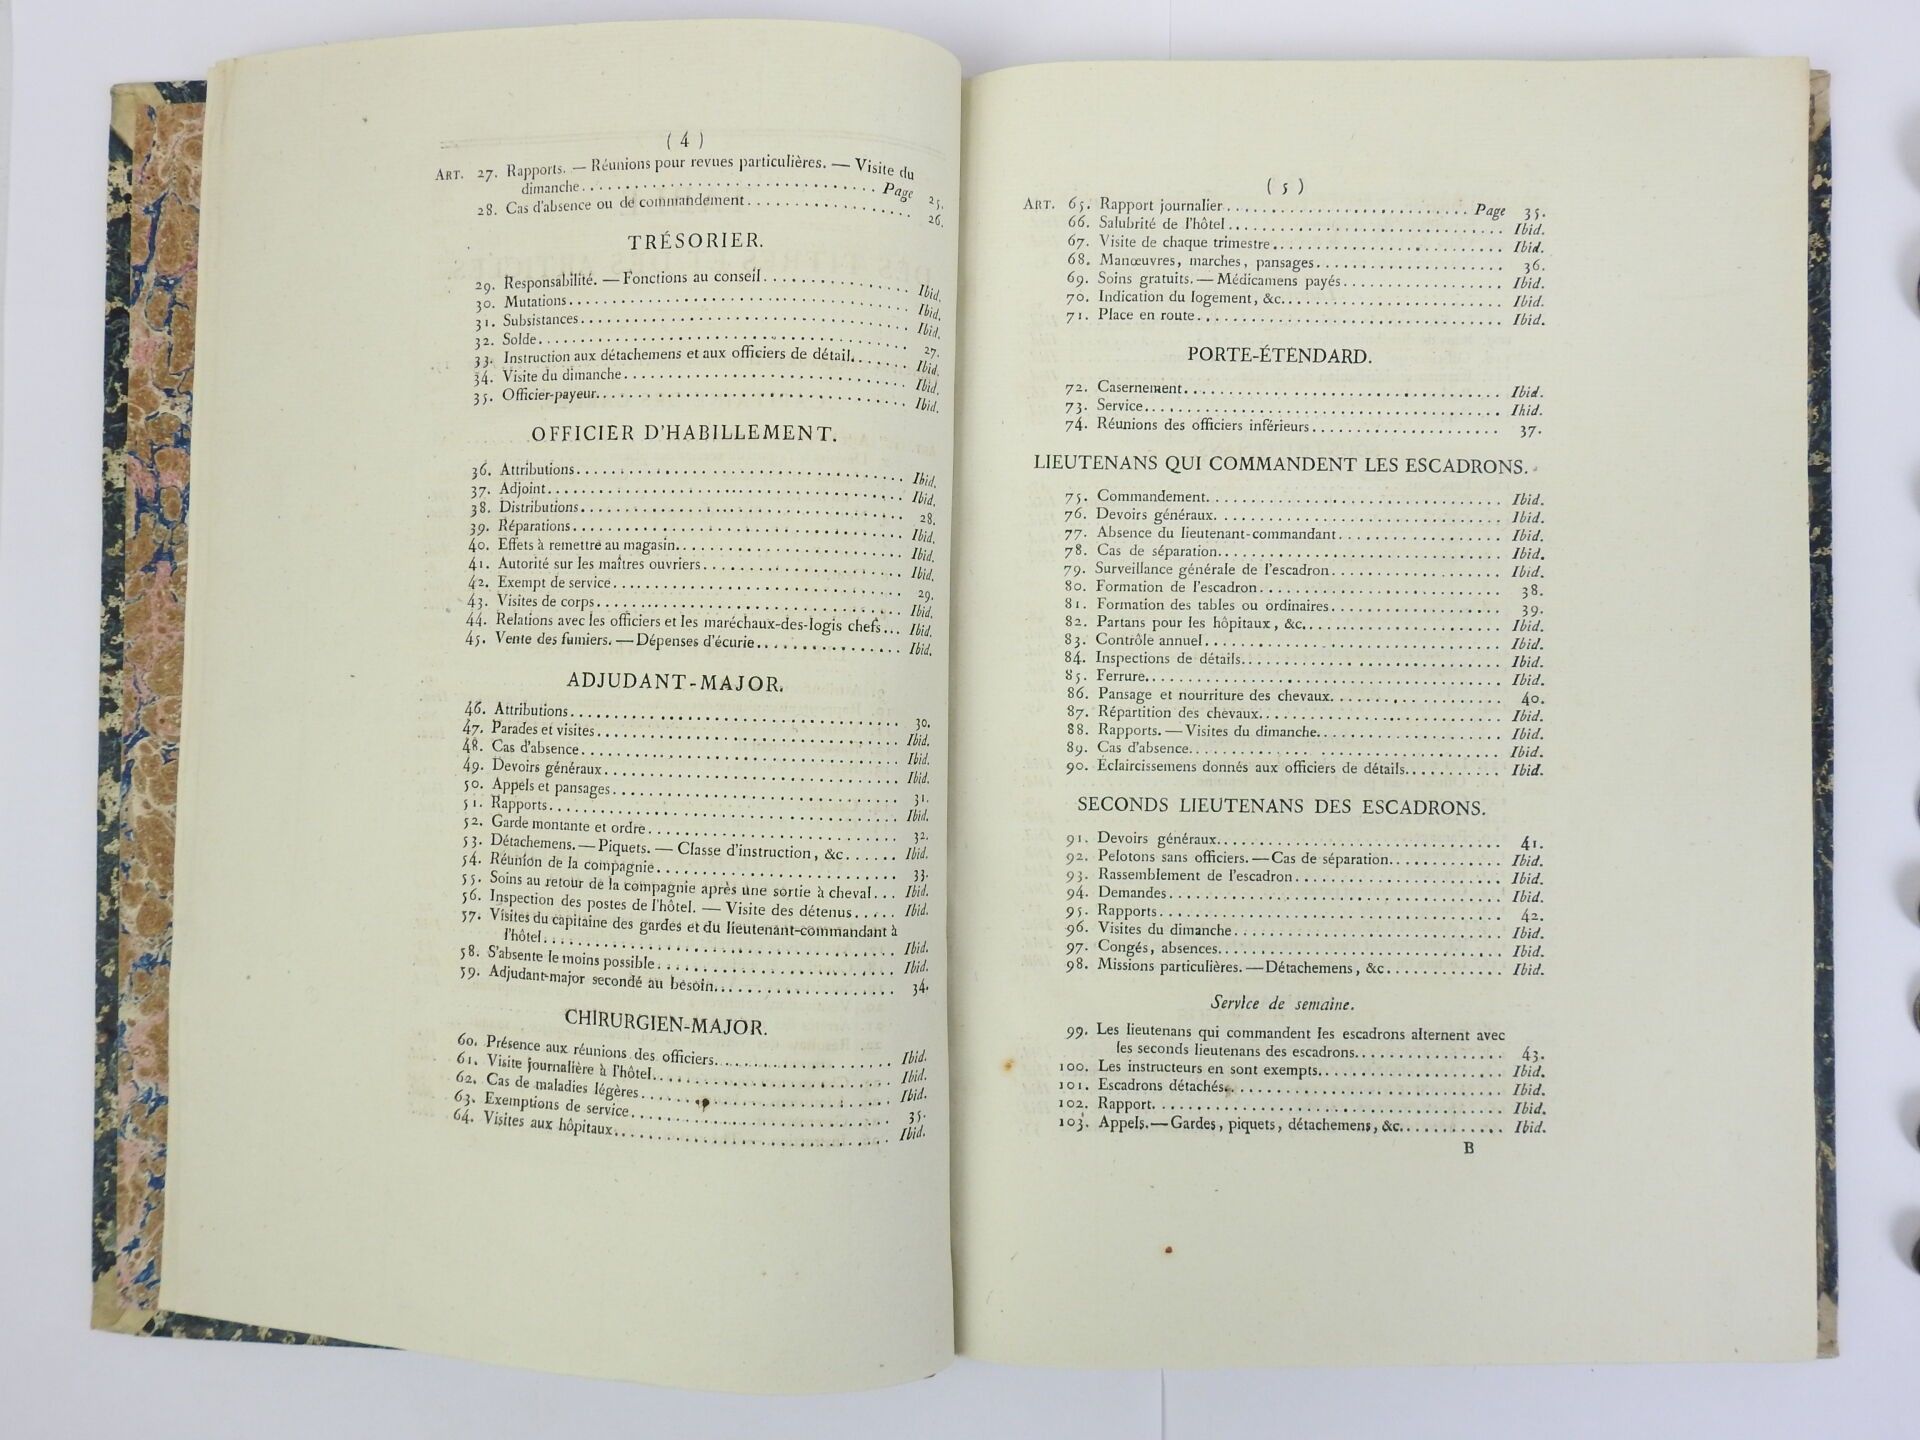 ( 4 )
ART. 27. Rapports. — Réunions pour revues particulières. — Visite du
dimanche.............................. Page 25.
28. Cas d'absence ou de commandement................... 26.
TRÉSORIER.
29. Responsabilité. — Fonctions au conseil................ Ibid.
30. Mutations.................................... Ibid.
31. Subsistances.................................. Ibid.
32. Solde....................................... 27.
33. Instruction aux détachemens et aux officiers de détail....... Ibid.
34. Visite du dimanche.............................. Ibid.
35. Officier-payeur................................ Ibid.
OFFICIER D'HABILLEMENT.
36. Attributions.................................. Ibid.
37. Adjoint..................................... Ibid.
38. Distributions................................. 28.
39. Réparations.................................. Ibid.
40. Effets à remettre au magasin....................... Ibid.
41. Autorité sur les maîtres ouvriers..................... Ibid.
42. Exempt de service.............................. 29.
43. Visites de corps............................... Ibid.
44. Relations avec les officiers et les maréchaux-des-logis chefs... Ibid.
45. Vente des fumiers. — Dépenses d'écurie................ Ibid.
ADJUDANT-MAJOR.
46. Attributions.................................. 30.
47. Parades et visites.............................. Ibid.
48. Cas d'absence................................ Ibid.
49. Devoirs généraux.............................. Ibid.
50. Appels et pansages............................. 31.
51. Rapports.................................... Ibid.
52. Garde montante et ordre......................... 32.
53. Détachemens. — Piquets. — Classe d'instruction, &c...... Ibid.
54. Réunion de la compagnie......................... 33.
55. Soins au retour de la compagnie après une sortie à cheval... Ibid.
56. Inspection des postes de l'hôtel. — Visite des détenus..... Ibid.
57. Visites du capitaine des gardes et du lieutenant-commandant à
l'hôtel.................................... Ibid.
58. S'absente le moins possible........................ Ibid.
59. Adjudant-major secondé au besoin................... 34.
CHIRURGIEN-MAJOR.
60. Présence aux réunions des officiers................... Ibid.
61. Visite journalière à l'hôtel......................... Ibid.
62. Cas de maladies légères.......................... Ibid.
63. Exemptions de service........................... 35.
64. Visites aux hôpitaux............................. Ibid.
( 5 )
ART. 65. Rapport journalier........................... Page 35.
66. Salubrité de l'hôtel............................... Ibid.
67. Visite de chaque trimestre.......................... Ibid.
68. Manœuvres, marches, pansages..................... 36.
69. Soins gratuits. — Médicamens payés.................. Ibid.
70. Indication du logement, &c........................ Ibid.
71. Place en route.................................. Ibid.
PORTE-ÉTENDARD.
72. Casernement................................... Ibid.
73. Service....................................... Ibid.
74. Réunions des officiers inférieurs..................... 37.
LIEUTENANS QUI COMMANDENT LES ESCADRONS.
75. Commandement................................. Ibid.
76. Devoirs généraux................................ Ibid.
77. Absence du lieutenant-commandant................... Ibid.
78. Cas de séparation................................ Ibid.
79. Surveillance générale de l'escadron................... Ibid.
80. Formation de l'escadron........................... 38.
81. Formation des tables ou ordinaires................... 39.
82. Partans pour les hôpitaux, &c...................... Ibid.
83. Contrôle annuel................................. Ibid.
84. Inspections de détails............................. Ibid.
85. Ferrure....................................... Ibid.
86. Pansage et nourriture des chevaux................... 40.
87. Répartition des chevaux........................... Ibid.
88. Rapports. — Visites du dimanche.................... Ibid.
89. Cas d'absence.................................. Ibid.
90. Éclaircissemens donnés aux officiers de détails........... Ibid.
SECONDS LIEUTENANS DES ESCADRONS.
91. Devoirs généraux................................ 41.
92. Pelotons sans officiers. — Cas de séparation............ Ibid.
93. Rassemblement de l'escadron....................... Ibid.
94. Demandes..................................... Ibid.
95. Rapports...................................... 42.
96. Visites du dimanche.............................. Ibid.
97. Congés, absences................................ Ibid.
98. Missions particulières. — Détachemens, &c............. Ibid.
Service de semaine.
99. Les lieutenans qui commandent les escadrons alternent avec
les seconds lieutenans des escadrons................. 43.
100. Les instructeurs en sont exempts.................... Ibid.
101. Escadrons détachés.............................. Ibid.
102. Rapport...................................... Ibid.
103. Appels. — Gardes, piquets, détachemens, &c........... Ibid.
B